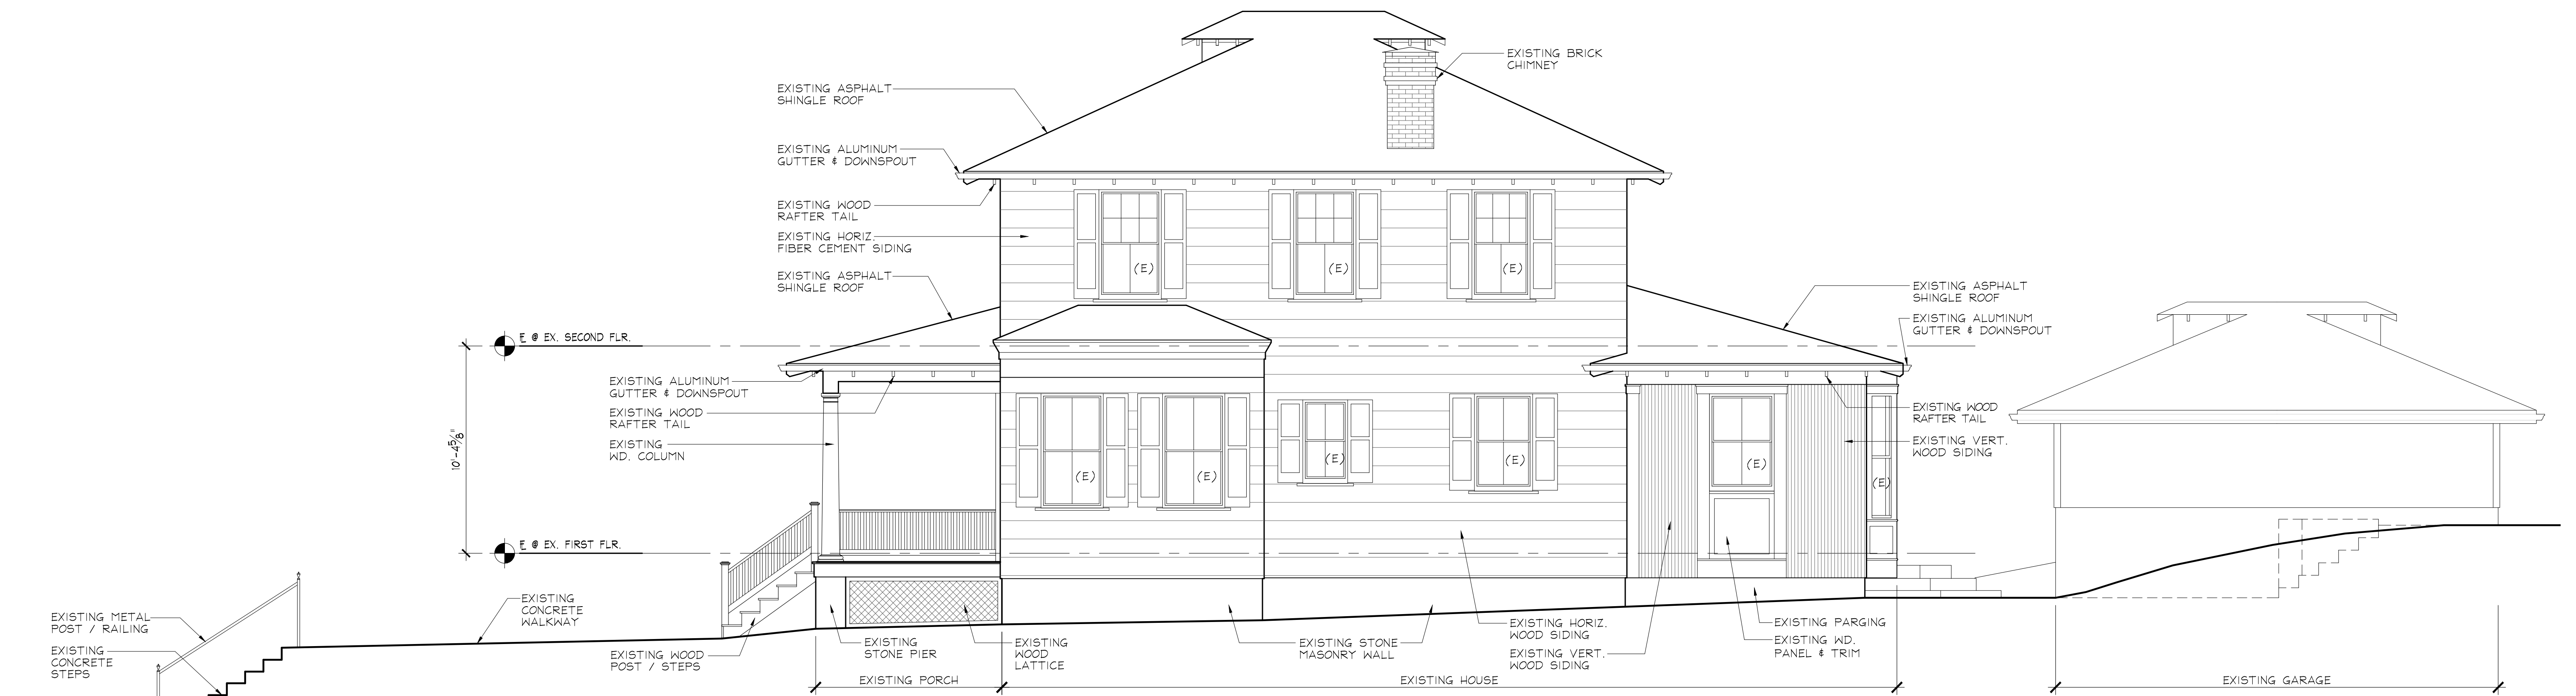 EXISTING BRICK
CHIMNEY
EXISTING ASPHALT
SHINGLE ROOF
EXISTING ALUMINUM
GUTTER & DOWNSPOUT
EXISTING WOOD
RAFTER TAIL
EXISTING HORIZ.
FIBER CEMENT SIDING
(E)
(E)
(E)
EXISTING ASPHALT
SHINGLE ROOF
EXISTING ASPHALT
SHINGLE ROOF
EXISTING ALUMINUM
GUTTER & DOWNSPOUT
F @ EX. SECOND FLR.
EXISTING ALUMINUM
GUTTER & DOWNSPOUT
EXISTING WOOD
RAFTER TAIL
EXISTING
WD. COLUMN
10'-4 5/8"
EXISTING WOOD
RAFTER TAIL
EXISTING VERT.
WOOD SIDING
(E)
(E)
(E)
(E)
(E)
(E)
F @ EX. FIRST FLR.
EXISTING METAL
POST / RAILING
EXISTING
CONCRETE
STEPS
EXISTING
CONCRETE
WALKWAY
EXISTING WOOD
POST / STEPS
EXISTING
STONE PIER
EXISTING
WOOD
LATTICE
EXISTING STONE
MASONRY WALL
EXISTING HORIZ.
WOOD SIDING
EXISTING VERT.
WOOD SIDING
EXISTING PARGING
EXISTING WD.
PANEL & TRIM
EXISTING PORCH
EXISTING HOUSE
EXISTING GARAGE